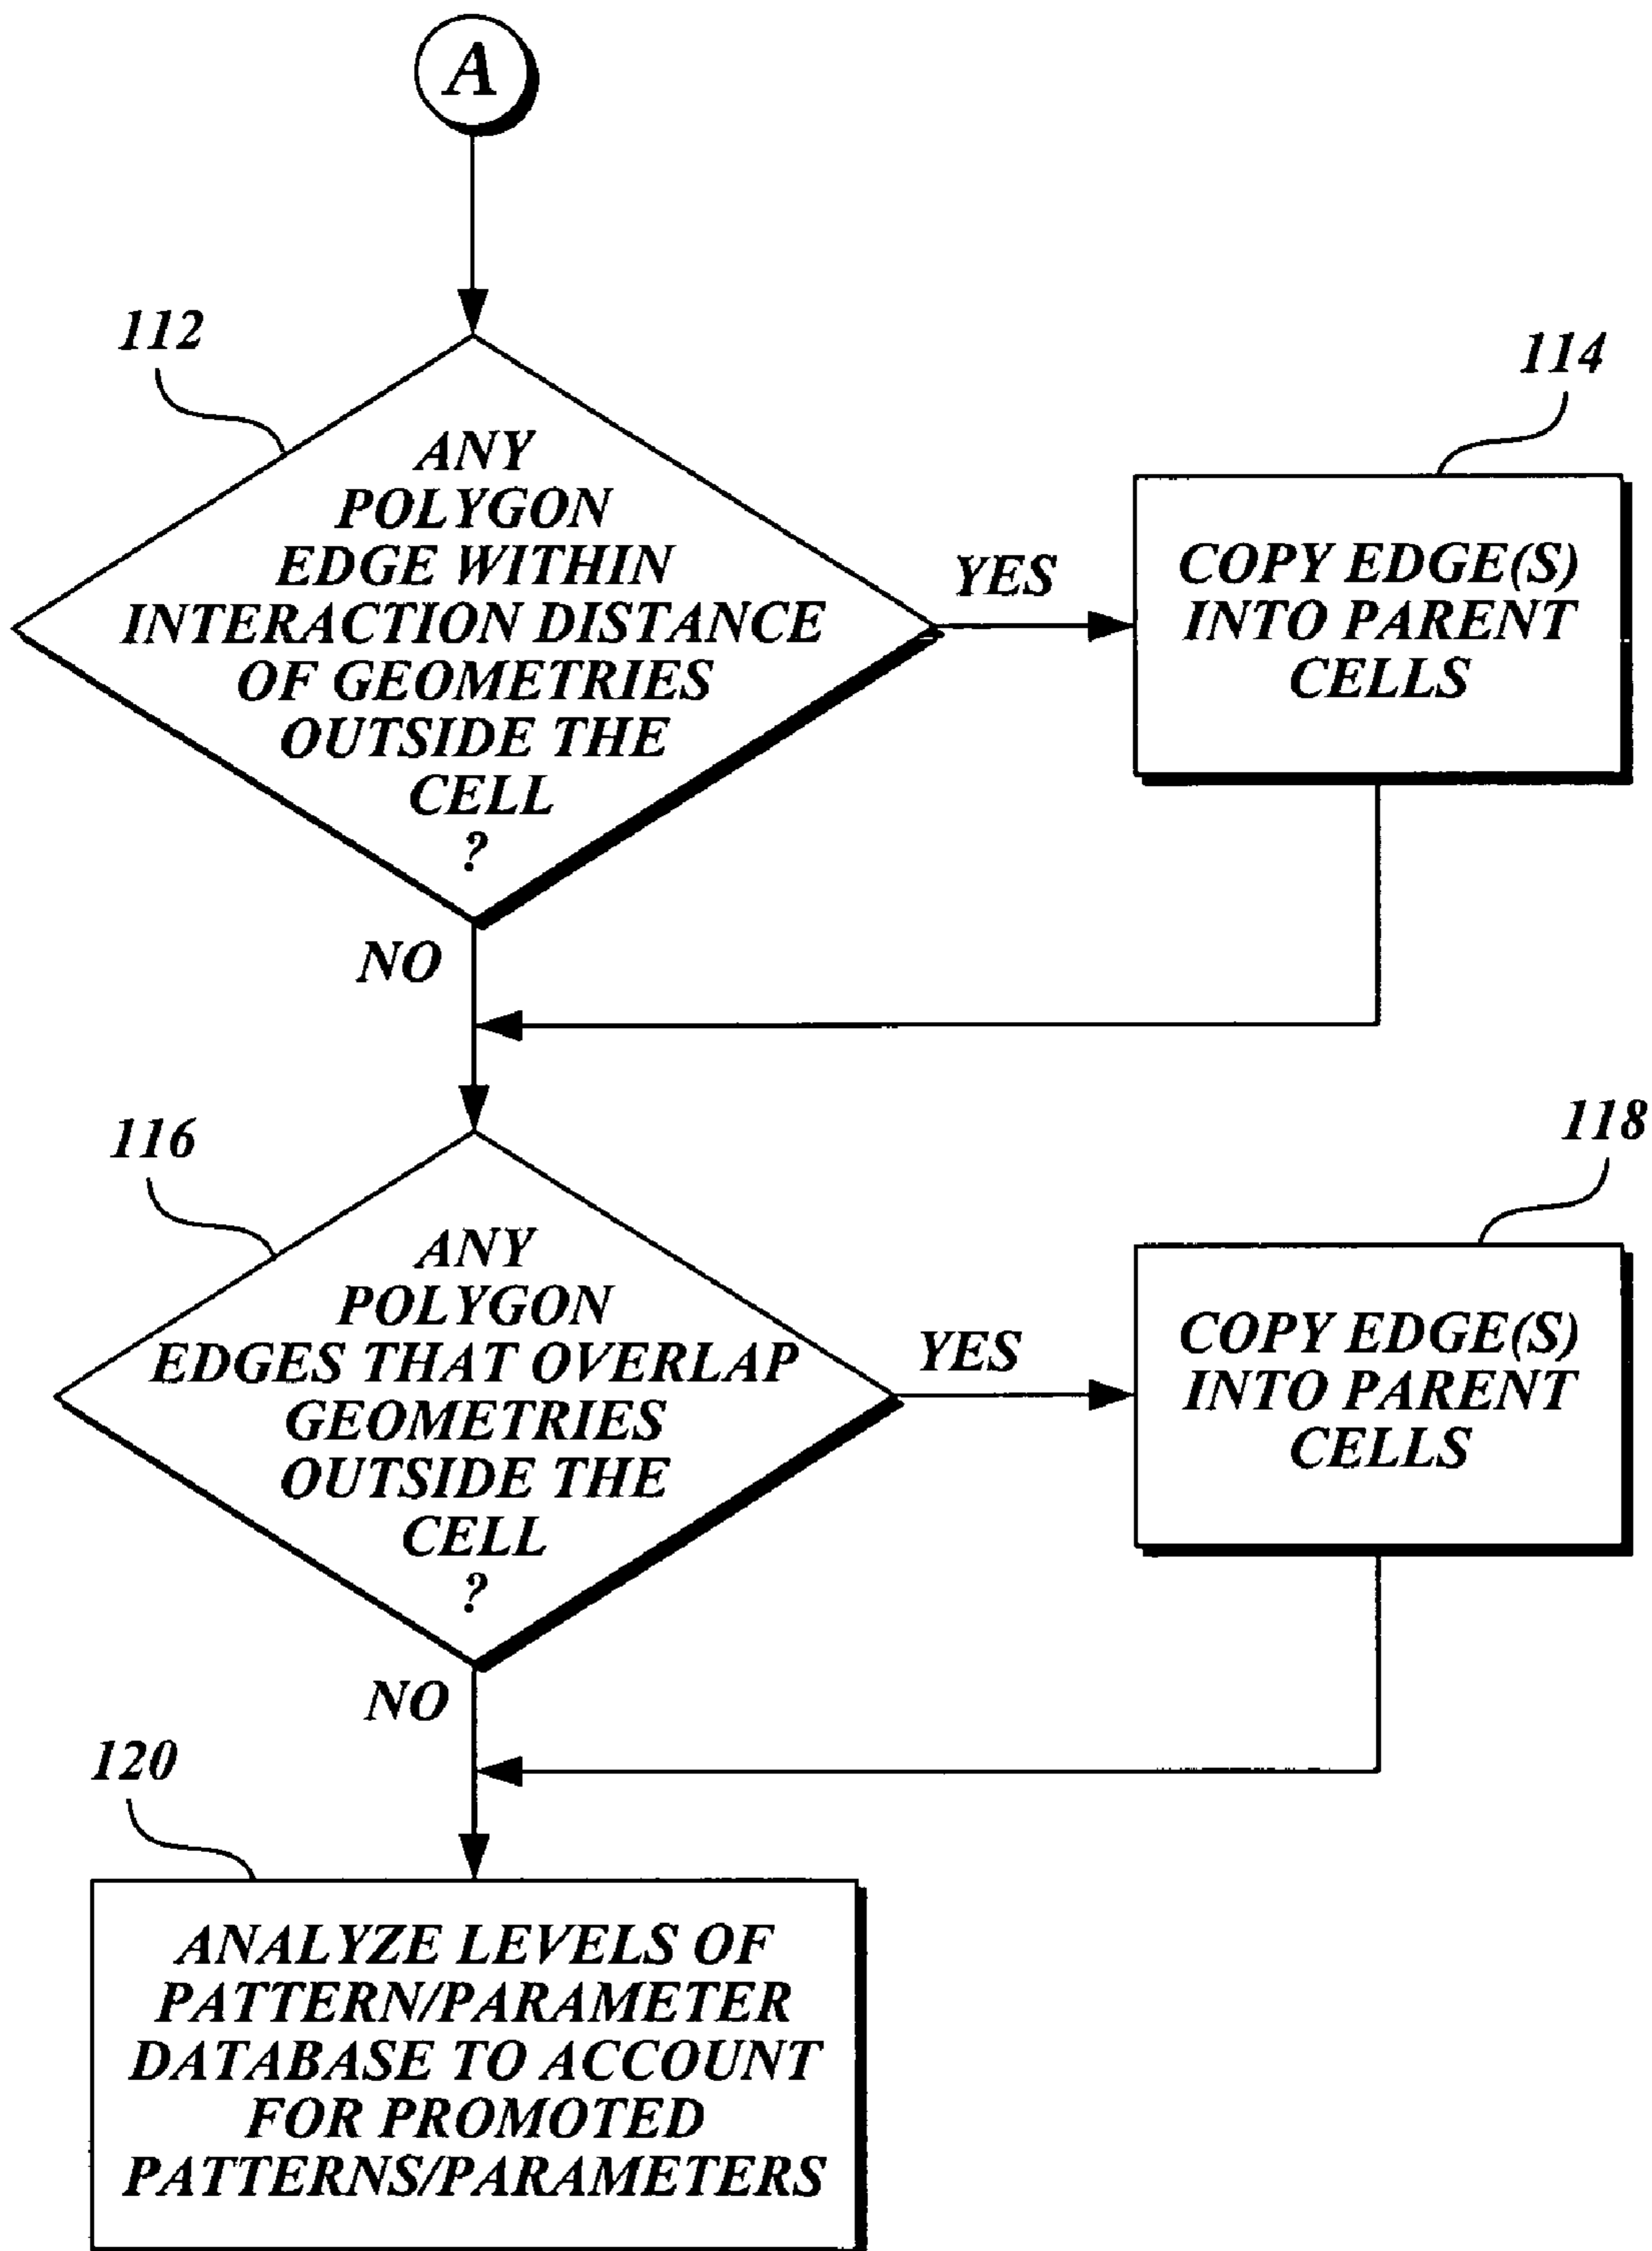 A
112
ANY
POLYGON
EDGE WITHIN
INTERACTION DISTANCE
OF GEOMETRIES
OUTSIDE THE
CELL
?
YES
114
COPY EDGE(S)
INTO PARENT
CELLS
NO
116
ANY
POLYGON
EDGES THAT OVERLAP
GEOMETRIES
OUTSIDE THE
CELL
?
YES
118
COPY EDGE(S)
INTO PARENT
CELLS
NO
120
ANALYZE LEVELS OF
PATTERN/PARAMETER
DATABASE TO ACCOUNT
FOR PROMOTED
PATTERNS/PARAMETERS